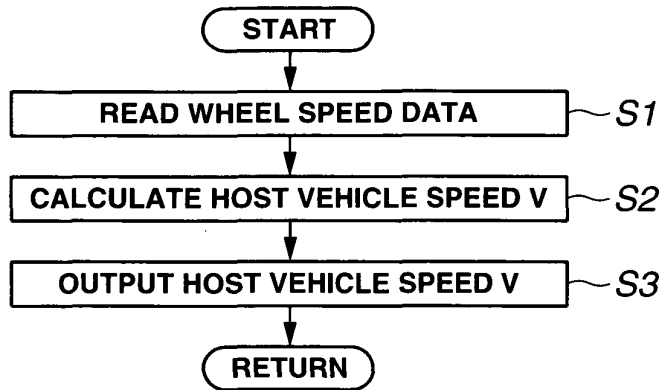 START
READ WHEEL SPEED DATA S1
CALCULATE HOST VEHICLE SPEED V S2
OUTPUT HOST VEHICLE SPEED V S3
RETURN